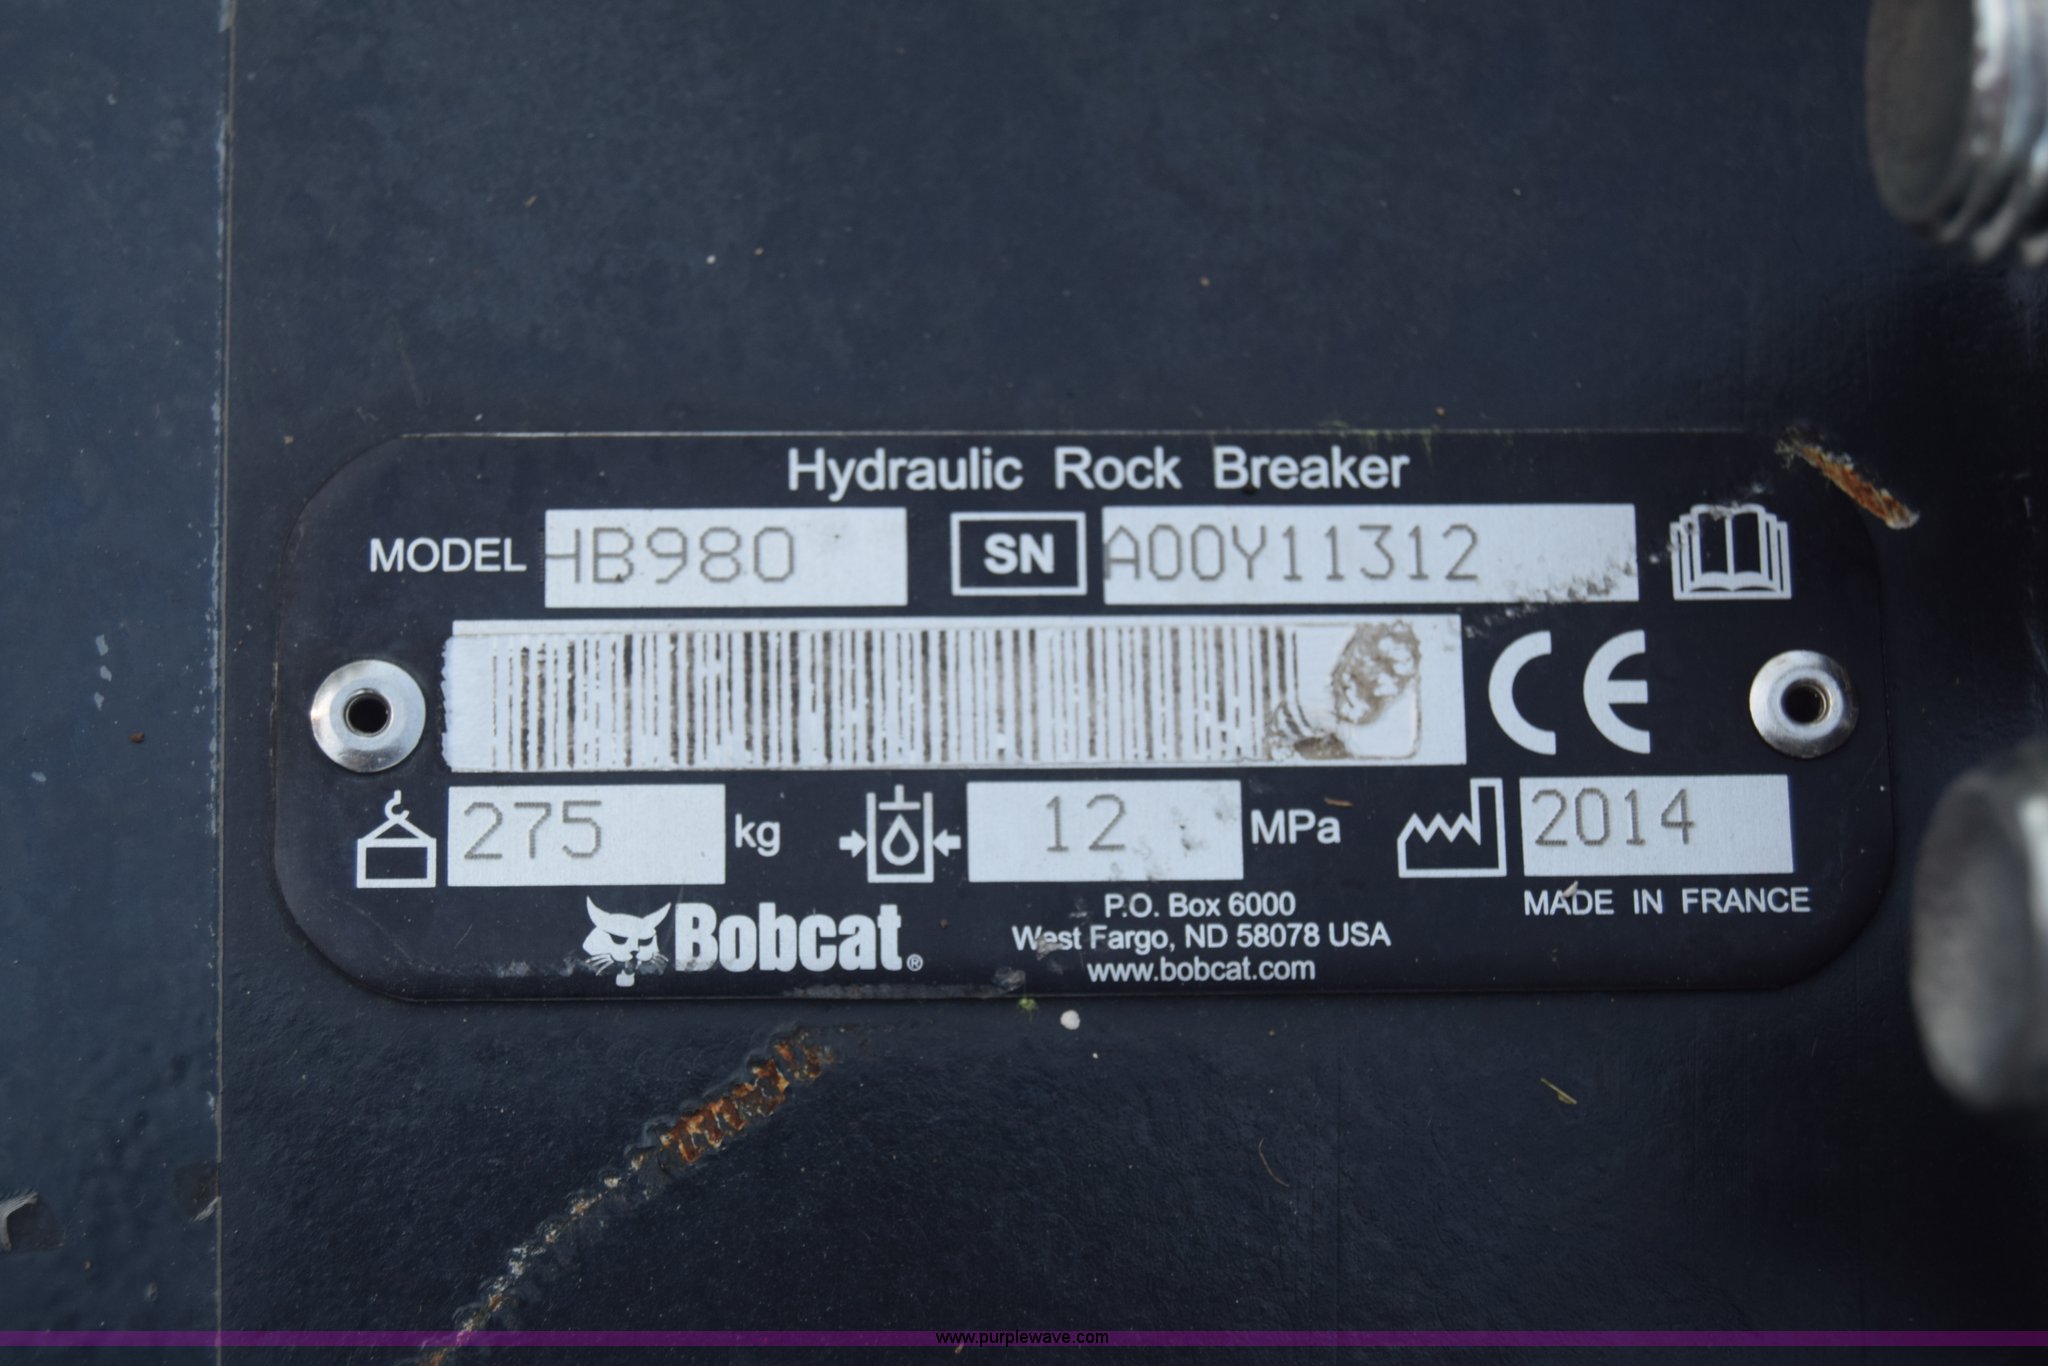 Hydraulic Rock Breaker
MODEL HB980 SN A00Y11312
CE
275 kg 12 MPa 2014
MADE IN FRANCE
Bobcat®
P.O. Box 6000
West Fargo, ND 58078 USA
www.bobcat.com
www.purplewave.com